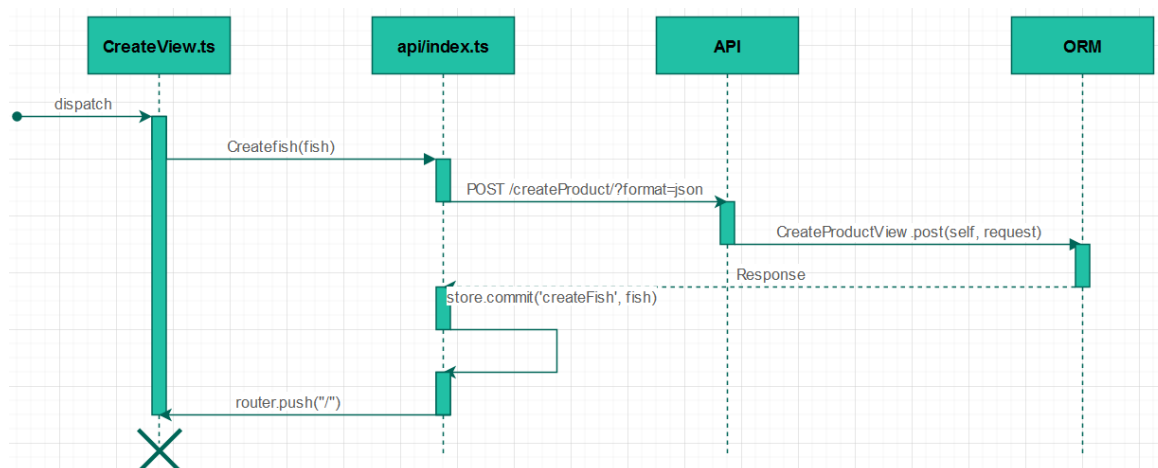 CreateView.ts
api/index.ts
API
ORM
dispatch
Createfish(fish)
POST /createProduct/?format=json
CreateProductView.post(self, request)
Response
store.commit('createFish', fish)
router.push("/")